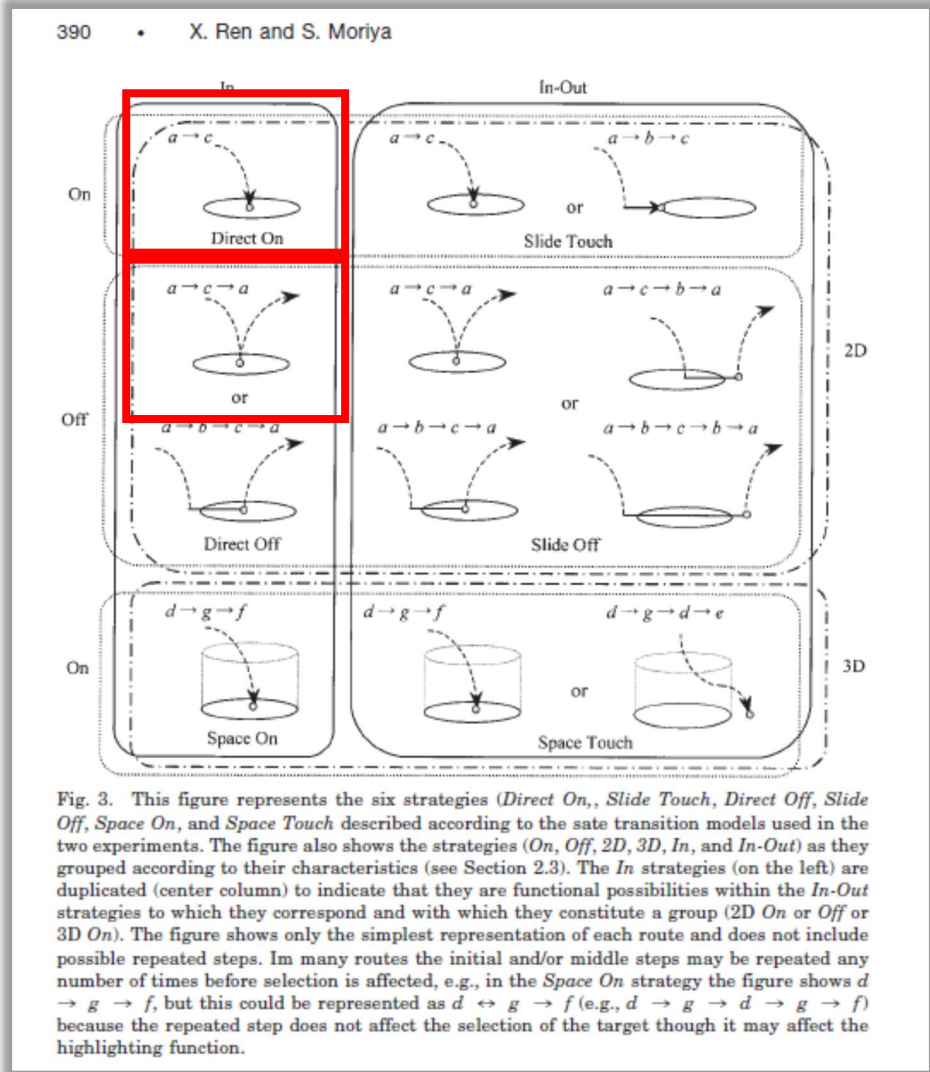 390 • X. Ren and S. Moriya
In In-Out
a → c a → c a → b → c
On
or
Direct On Slide Touch
a → c → a a → c → a a → c → b → a
2D
or or
Off
a → b → c → a a → b → c → a a → b → c → b → a
Direct Off Slide Off
d → g → f d → g → f d → g → d → e
On 3D
or
Space On Space Touch
Fig. 3. This figure represents the six strategies (Direct On,, Slide Touch, Direct Off, Slide
Off, Space On, and Space Touch described according to the sate transition models used in the
two experiments. The figure also shows the strategies (On, Off, 2D, 3D, In, and In-Out) as they
grouped according to their characteristics (see Section 2.3). The In strategies (on the left) are
duplicated (center column) to indicate that they are functional possibilities within the In-Out
strategies to which they correspond and with which they constitute a group (2D On or Off or
3D On). The figure shows only the simplest representation of each route and does not include
possible repeated steps. Im many routes the initial and/or middle steps may be repeated any
number of times before selection is affected, e.g., in the Space On strategy the figure shows d
→ g → f, but this could be represented as d ↔ g → f (e.g., d → g → d → g → f)
because the repeated step does not affect the selection of the target though it may affect the
highlighting function.